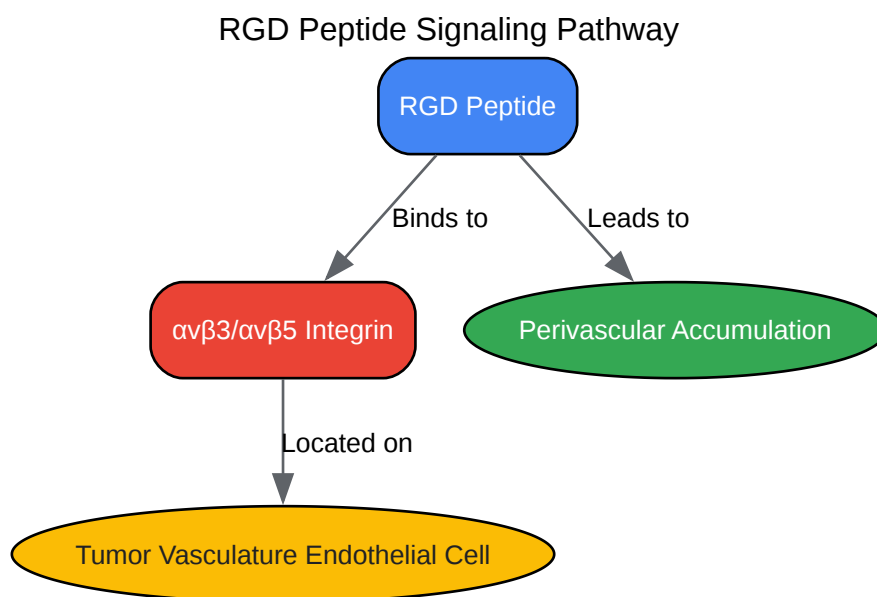 RGD Peptide Signaling Pathway
RGD Peptide
Binds to
Leads to
αvβ3/αvβ5 Integrin
Perivascular Accumulation
Located on
Tumor Vasculature Endothelial Cell